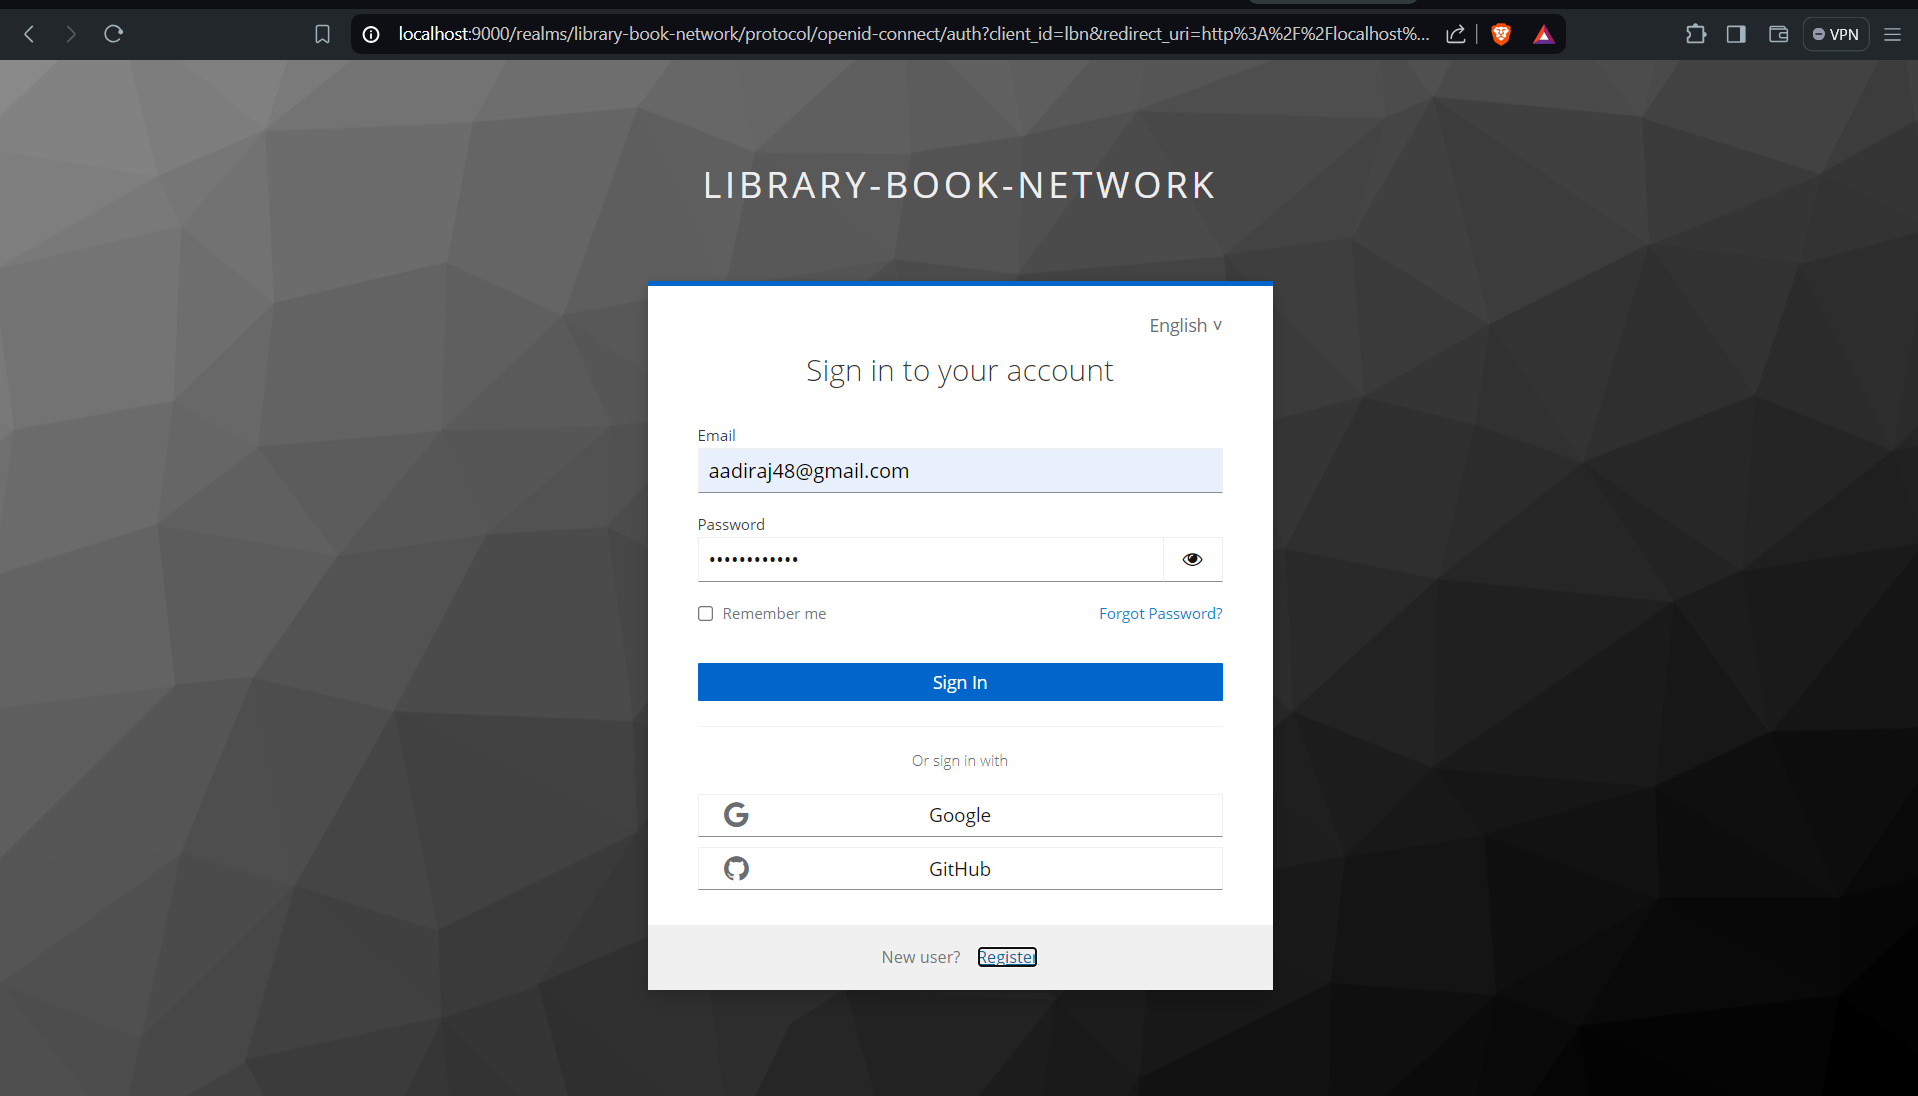 localhost:9000/realms/library-book-network/protocol/openid-connect/auth?client_id=lbn&redirect_uri=http%3A%2F%2Flocalhost%...
VPN
LIBRARY-BOOK-NETWORK
English v
Sign in to your account
Email
aadiraj48@gmail.com
Password
••••••••••••
Remember me Forgot Password?
Sign In
Or sign in with
Google
GitHub
New user? Register